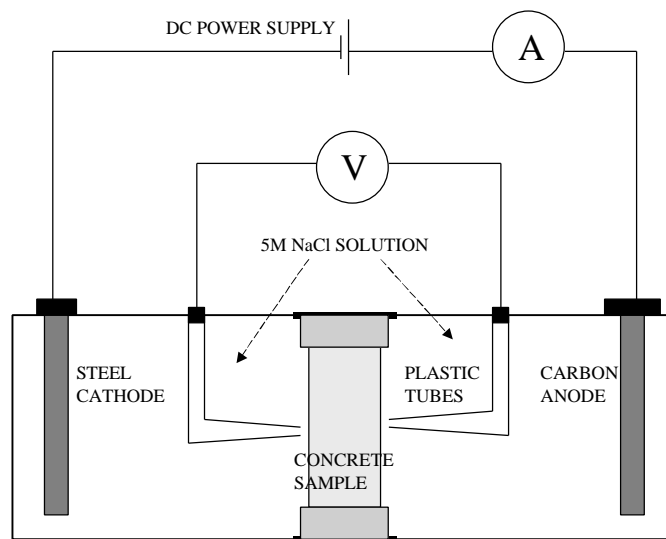 DC POWER SUPPLY
A
V
5M NaCl SOLUTION
STEEL
CATHODE
PLASTIC
TUBES
CARBON
ANODE
CONCRETE
SAMPLE